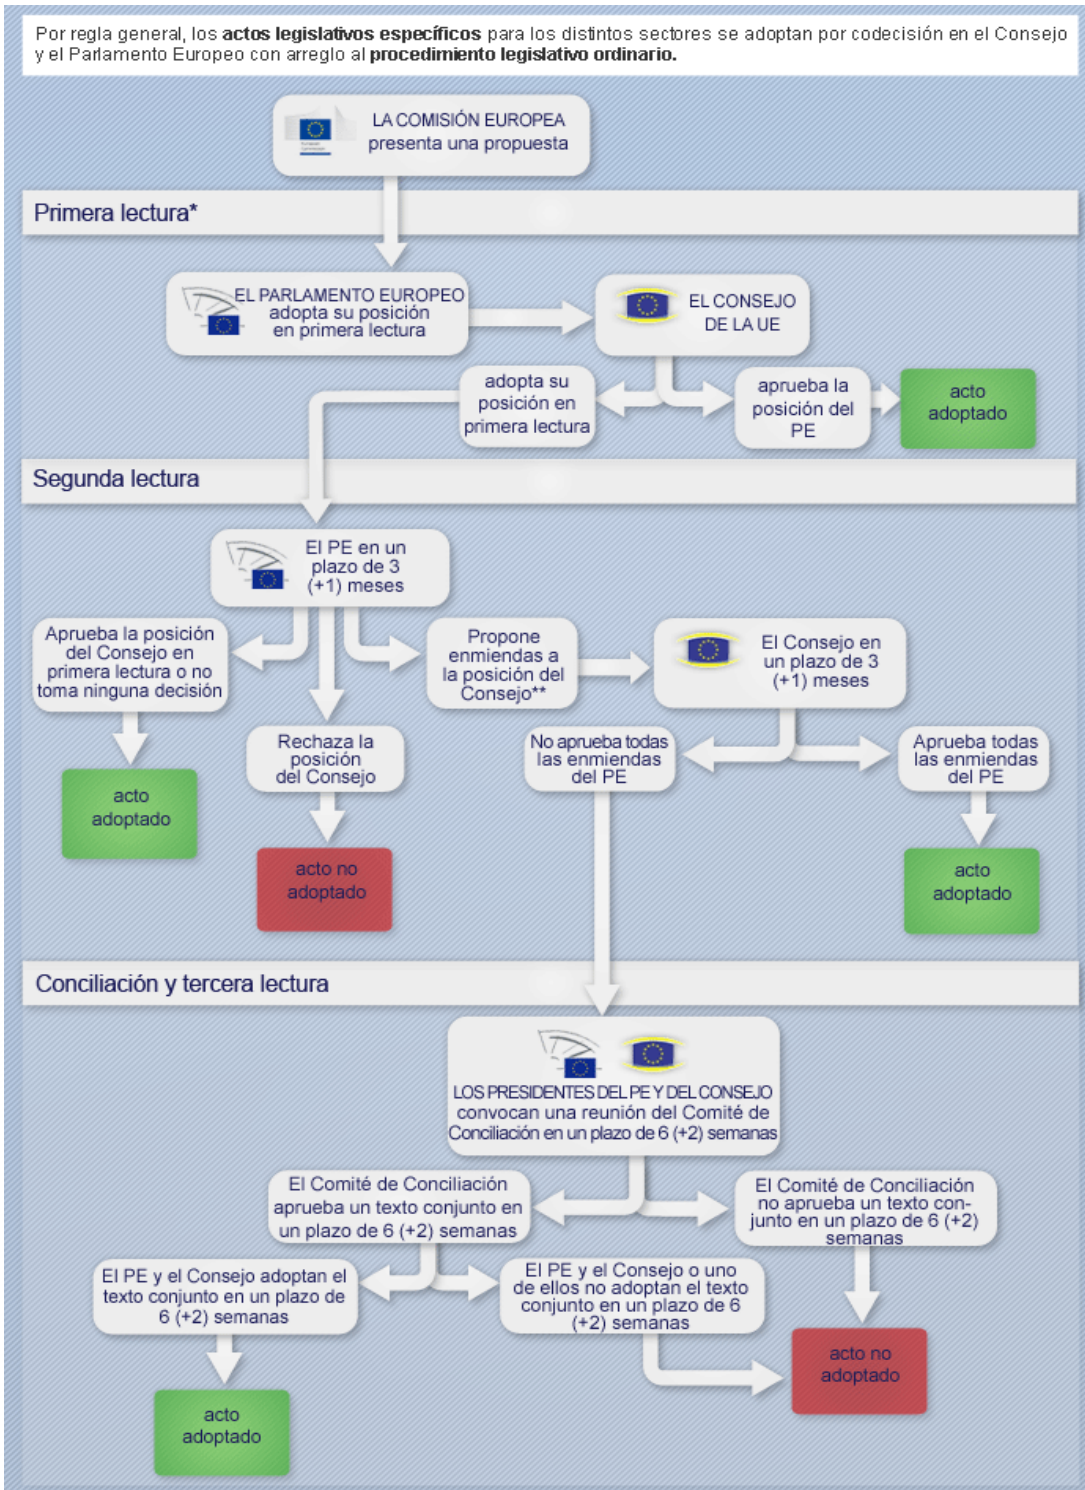 Por regla general, los actos legislativos específicos para los distintos sectores se adoptan por codecisión en el Consejo
y el Parlamento Europeo con arreglo al procedimiento legislativo ordinario.
LA COMISIÓN EUROPEA
presenta una propuesta
Primera lectura*
EL PARLAMENTO EUROPEO
adopta su posición
en primera lectura
EL CONSEJO
DE LA UE
adopta su
posición en
primera lectura
aprueba la
posición del
PE
acto
adoptado
Segunda lectura
El PE en un
plazo de 3
(+1) meses
Aprueba la posición
del Consejo en
primera lectura o no
toma ninguna decisión
Propone
enmiendas a
la posición del
Consejo**
El Consejo en
un plazo de 3
(+1) meses
Rechaza la
posición
del Consejo
No aprueba todas
las enmiendas
del PE
Aprueba todas
las enmiendas
del PE
acto
adoptado
acto no
adoptado
acto
adoptado
Conciliación y tercera lectura
LOS PRESIDENTES DEL PE Y DEL CONSEJO
convocan una reunión del Comité de
Conciliación en un plazo de 6 (+2) semanas
El Comité de Conciliación
aprueba un texto conjunto en
un plazo de 6 (+2) semanas
El Comité de Conciliación
no aprueba un texto con-
junto en un plazo de 6 (+2)
semanas
El PE y el Consejo adoptan el
texto conjunto en un plazo de
6 (+2) semanas
El PE y el Consejo o uno
de ellos no adoptan el texto
conjunto en un plazo de 6
(+2) semanas
acto no
adoptado
acto
adoptado